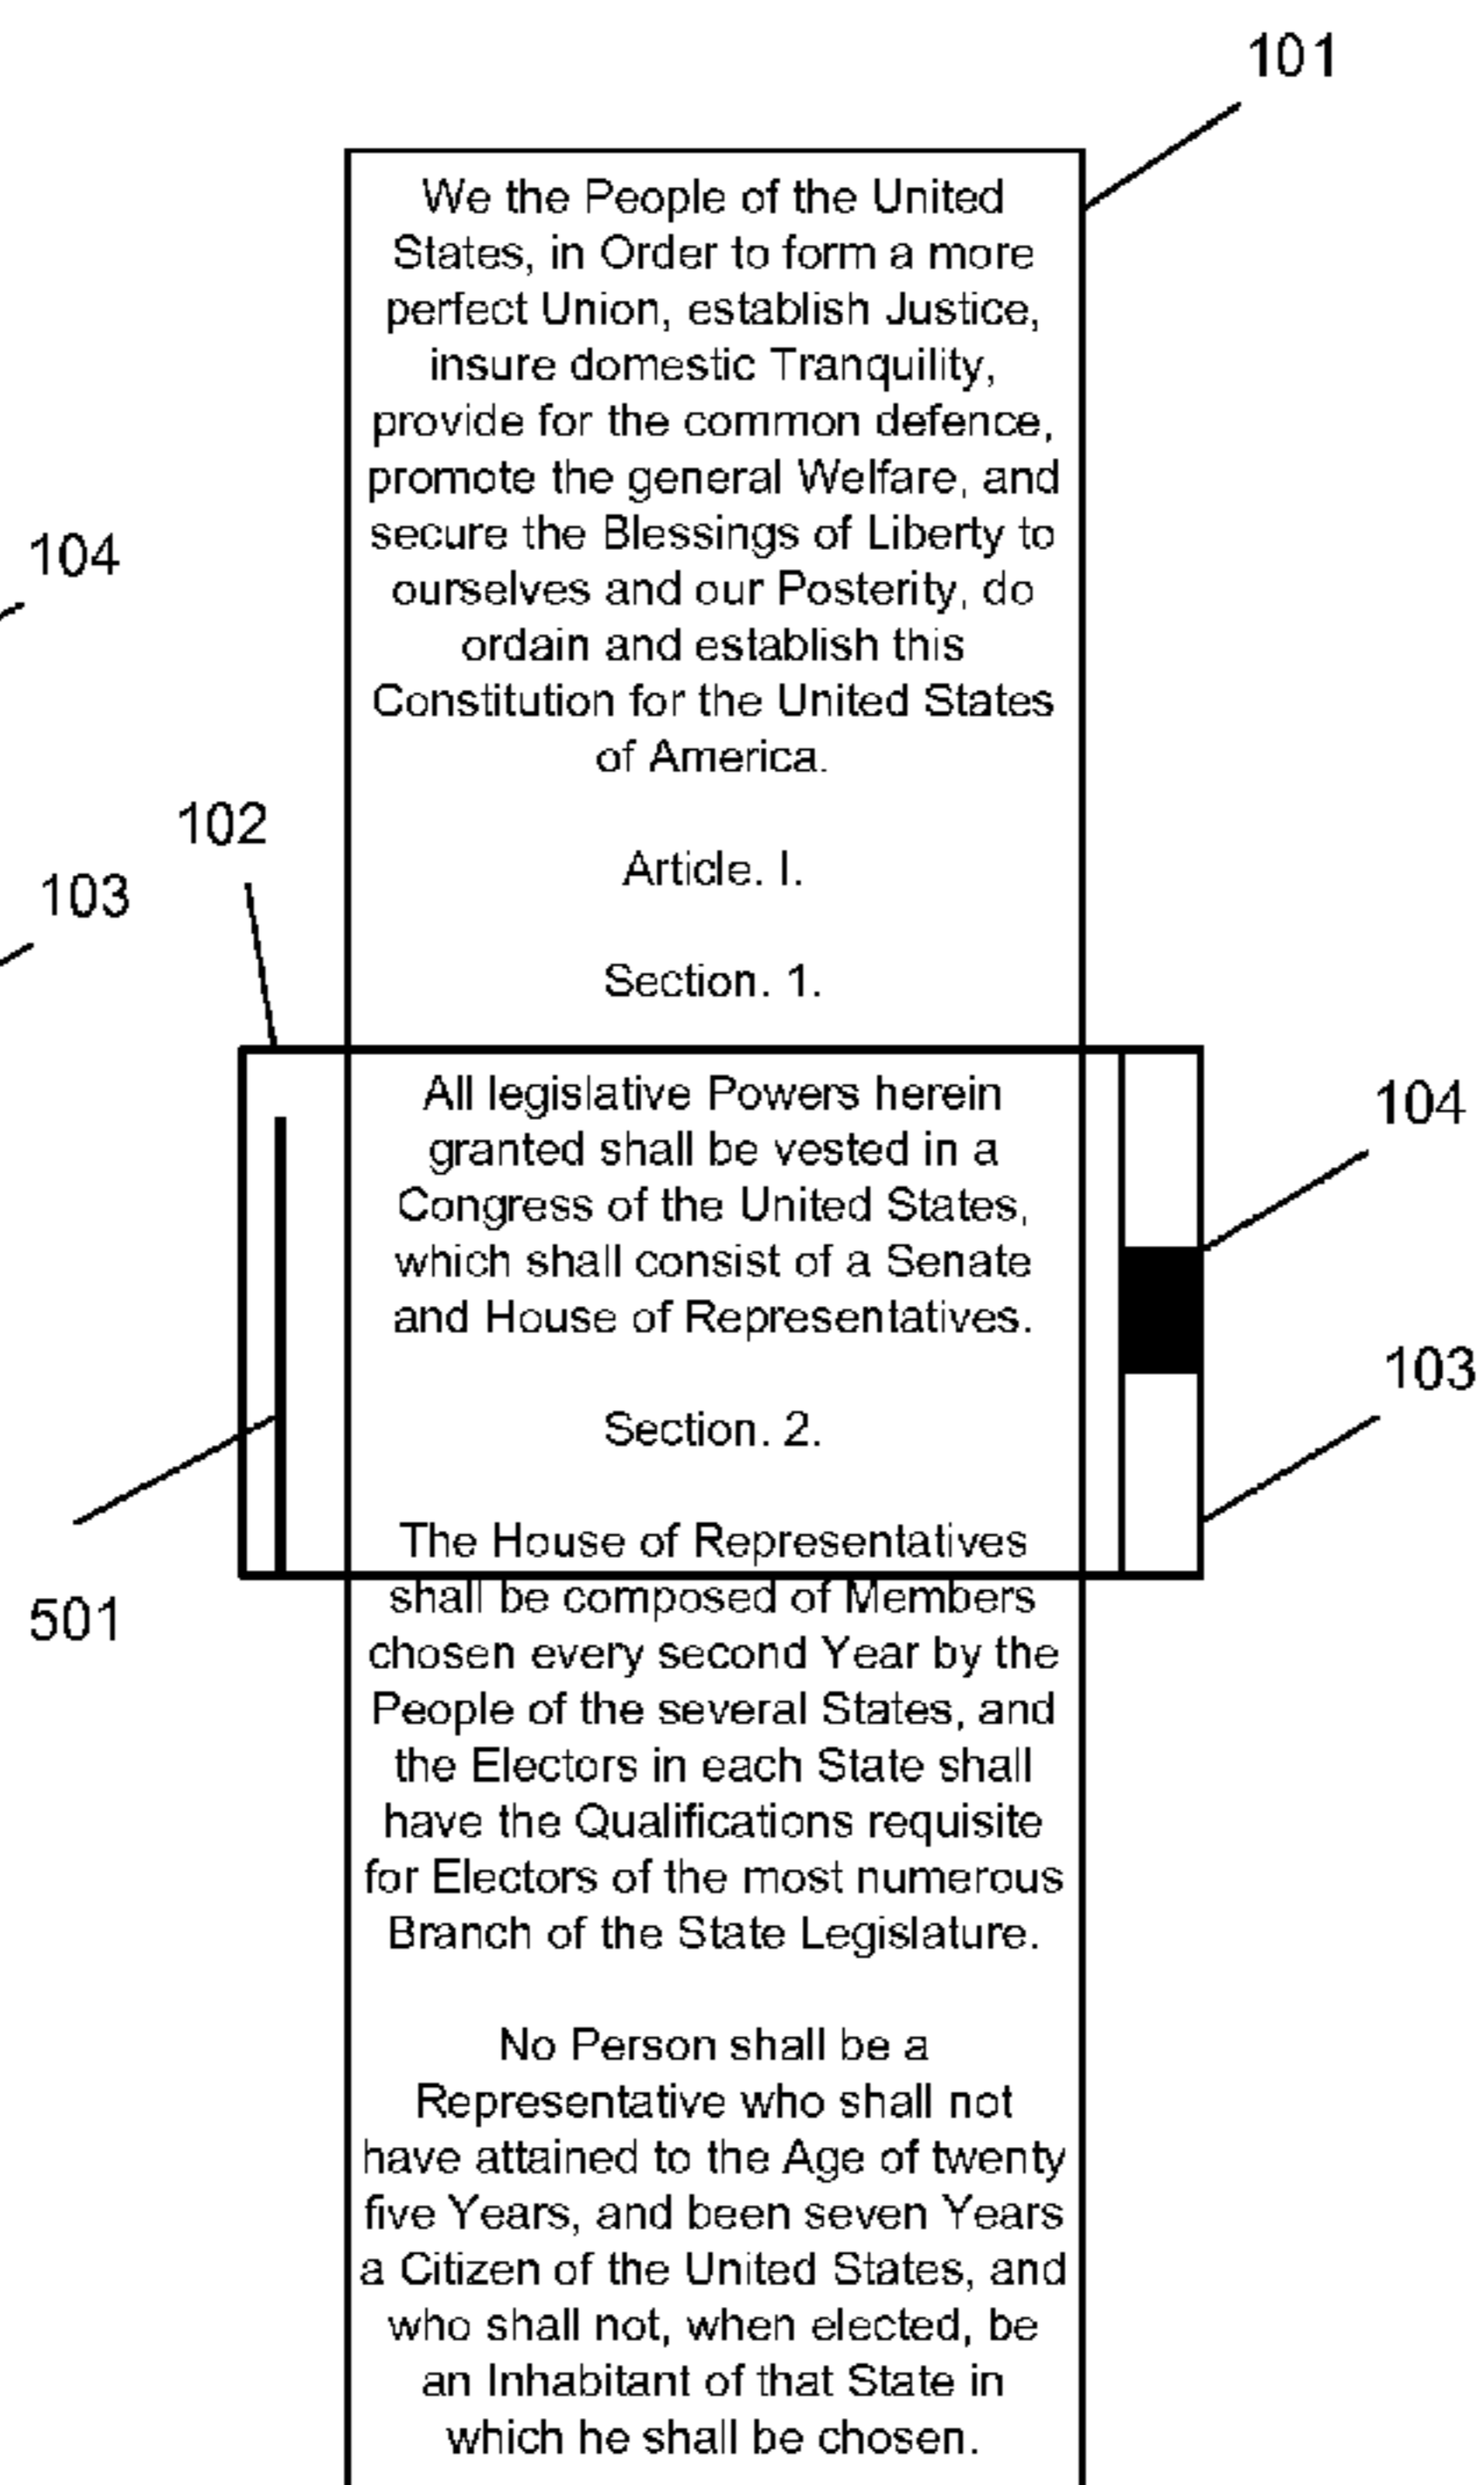 101
We the People of the United
States, in Order to form a more
perfect Union, establish Justice,
insure domestic Tranquility,
provide for the common defence,
promote the general Welfare, and
secure the Blessings of Liberty to
104
ourselves and our Posterity, do
ordain and establish this
Constitution for the United States
of America.
102
Article. I.
103
Section. 1.
All legislative Powers herein
104
granted shall be vested in a
Congress of the United States,
which shall consist of a Senate
and House of Representatives.
103
Section. 2.
The House of Representatives
501
shall be composed of Members
chosen every second Year by the
People of the several States, and
the Electors in each State shall
have the Qualifications requisite
for Electors of the most numerous
Branch of the State Legislature.
No Person shall be a
Representative who shall not
have attained to the Age of twenty
five Years, and been seven Years
a Citizen of the United States, and
who shall not, when elected, be
an Inhabitant of that State in
which he shall be chosen.